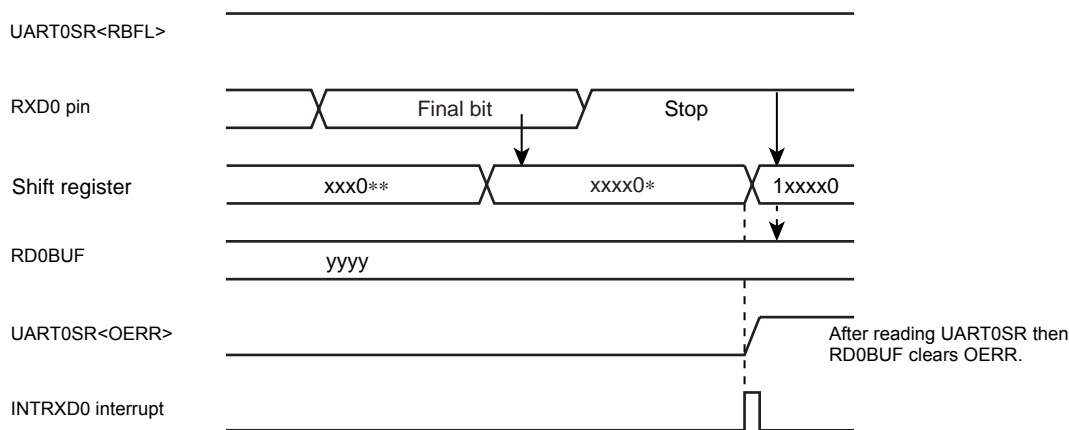 UART0SR<RBFL>
RXD0 pin
Final bit
Stop
Shift register
xxx0∗∗
xxxx0∗
1xxxx0
RD0BUF
yyyy
UART0SR<OERR>
After reading UART0SR then
RD0BUF clears OERR.
INTRXD0 interrupt